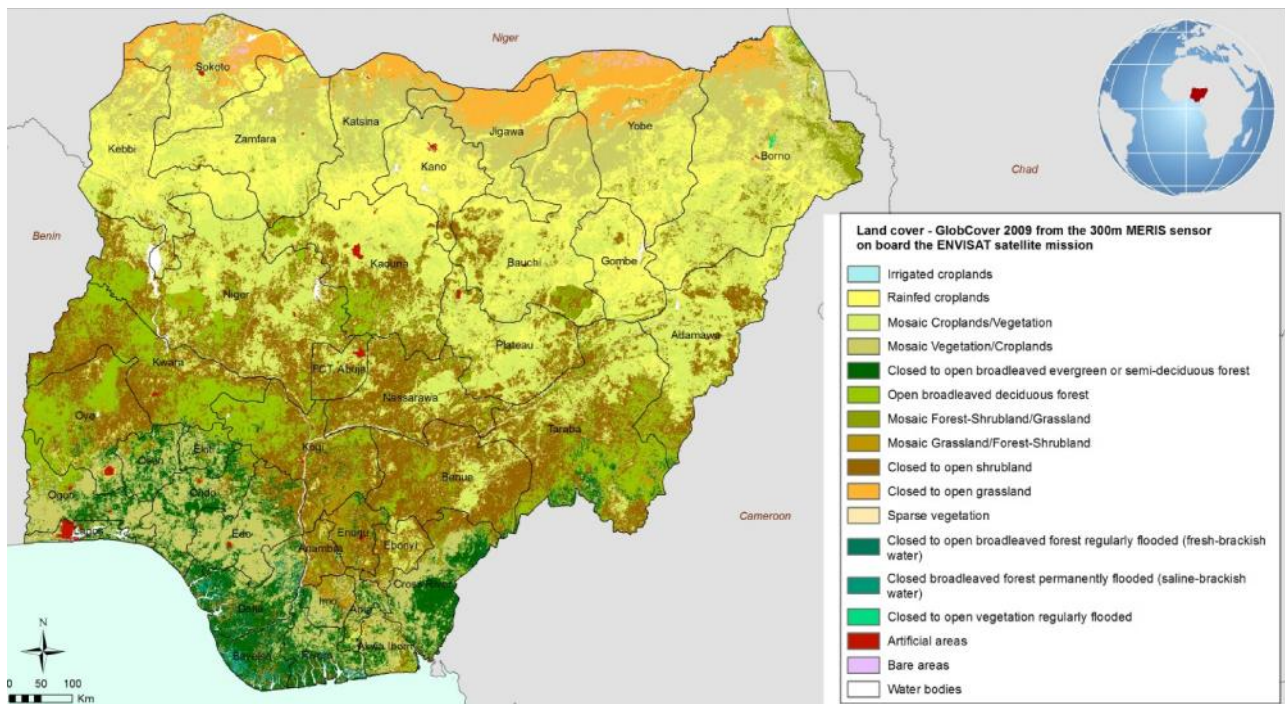 Niger
Sokoto
Katsina
Jigawa
Yobe
Zamfara
Kebbi
Kano
Borno
Chad
Benin
Kaduna
Bauchi
Gombe
Niger
Adamawa
Plateau
Kwara
FCT Abuja
Nassarawa
Oyo
Taraba
Kogi
Ekiti
Osun
Benue
Ogun
Ondo
Lagos
Edo
Enugu
Anambra
Ebonyi
Cameroon
Cross River
Imo
Abia
Delta
Akwa Ibom
Bayelsa
Rivers
N
0 50 100
Km
Land cover - GlobCover 2009 from the 300m MERIS sensor
on board the ENVISAT satellite mission
Irrigated croplands
Rainfed croplands
Mosaic Croplands/Vegetation
Mosaic Vegetation/Croplands
Closed to open broadleaved evergreen or semi-deciduous forest
Open broadleaved deciduous forest
Mosaic Forest-Shrubland/Grassland
Mosaic Grassland/Forest-Shrubland
Closed to open shrubland
Closed to open grassland
Sparse vegetation
Closed to open broadleaved forest regularly flooded (fresh-brackish
water)
Closed broadleaved forest permanently flooded (saline-brackish
water)
Closed to open vegetation regularly flooded
Artificial areas
Bare areas
Water bodies